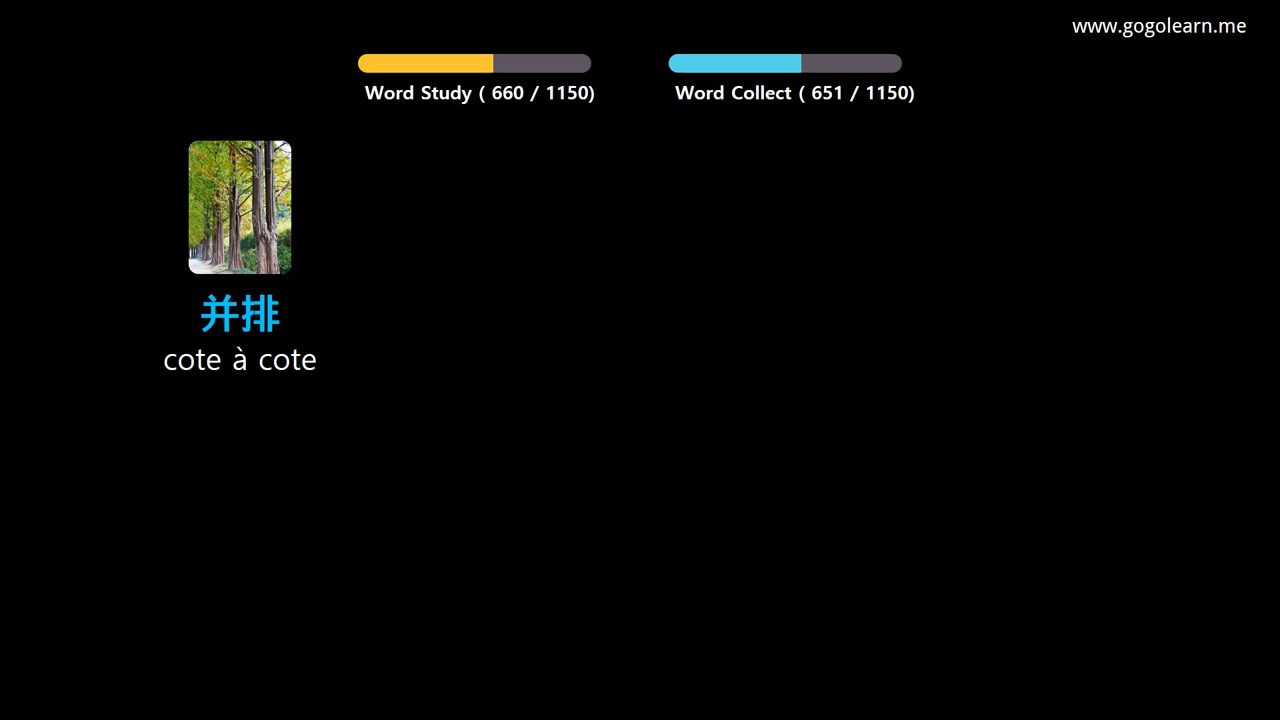 www.gogolearn.me
Word Study ( 660 / 1150)
Word Collect ( 651 / 1150)
并排
cote à cote